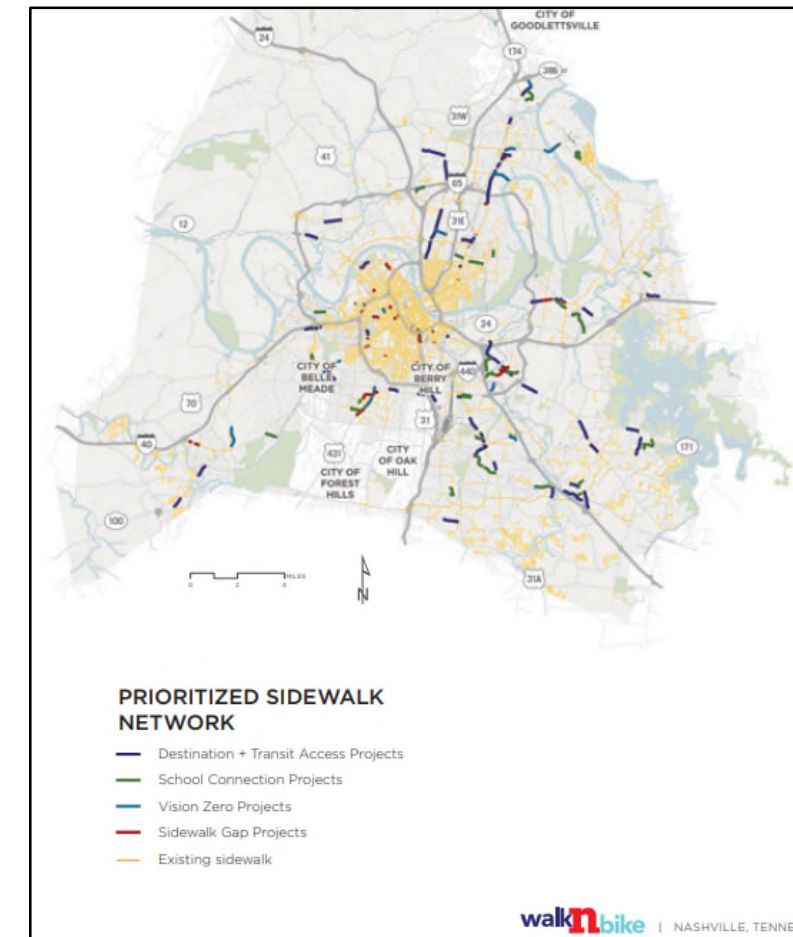 CITY OF
GOODLETTSVILLE
24
174
386
31W
41
65
12
31E
24
CITY OF
BELLE
MEADE
CITY OF
BERRY
HILL
440
70
31
40
431
CITY
OF OAK
HILL
171
CITY OF
FOREST
HILLS
100
31A
MILES
0 2 4
N
PRIORITIZED SIDEWALK
NETWORK
Destination + Transit Access Projects
School Connection Projects
Vision Zero Projects
Sidewalk Gap Projects
Existing sidewalk
walk n bike | NASHVILLE, TENNE